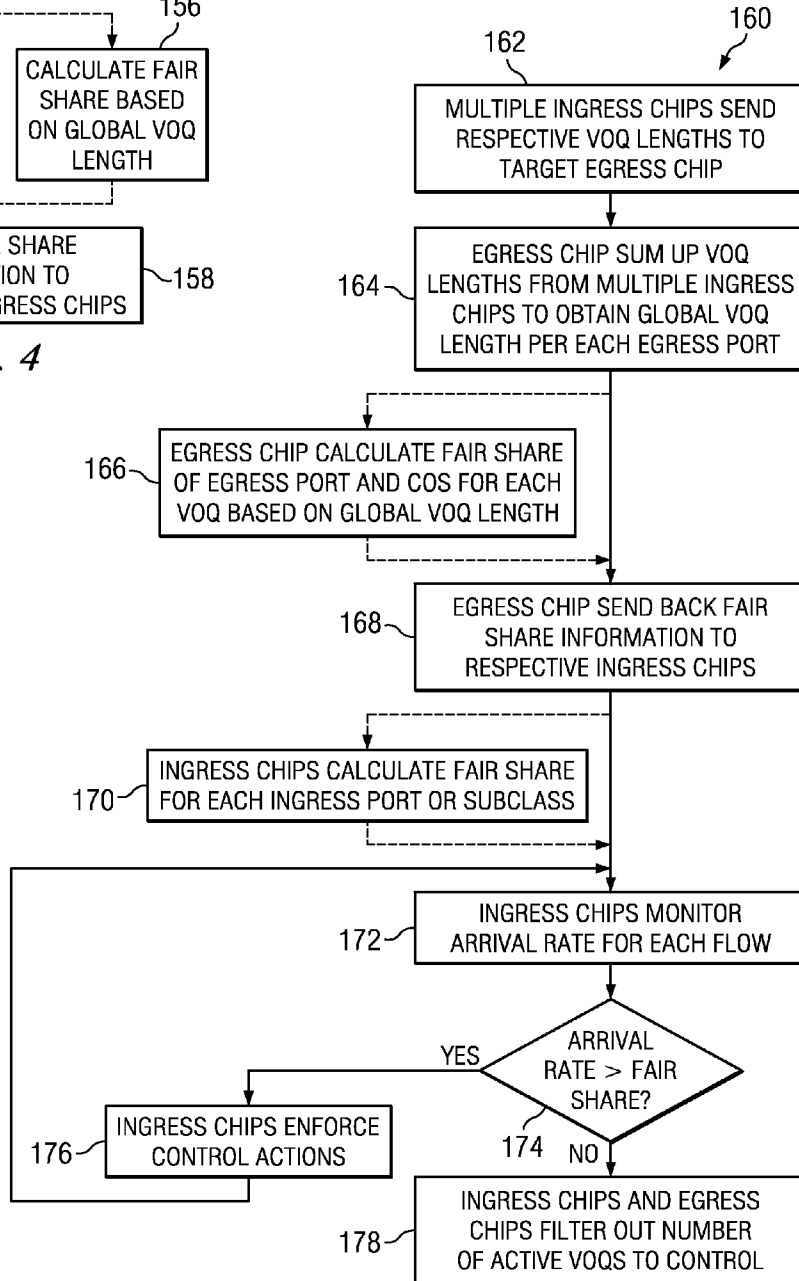 156
CALCULATE FAIR
SHARE BASED
ON GLOBAL VOQ
LENGTH
SHARE
TION TO
GRESS CHIPS
158
. 4
160
162
MULTIPLE INGRESS CHIPS SEND
RESPECTIVE VOQ LENGTHS TO
TARGET EGRESS CHIP
164
EGRESS CHIP SUM UP VOQ
LENGTHS FROM MULTIPLE INGRESS
CHIPS TO OBTAIN GLOBAL VOQ
LENGTH PER EACH EGRESS PORT
166
EGRESS CHIP CALCULATE FAIR SHARE
OF EGRESS PORT AND COS FOR EACH
VOQ BASED ON GLOBAL VOQ LENGTH
168
EGRESS CHIP SEND BACK FAIR
SHARE INFORMATION TO
RESPECTIVE INGRESS CHIPS
170
INGRESS CHIPS CALCULATE FAIR SHARE
FOR EACH INGRESS PORT OR SUBCLASS
172
INGRESS CHIPS MONITOR
ARRIVAL RATE FOR EACH FLOW
ARRIVAL
RATE > FAIR
SHARE?
174
YES
NO
176
INGRESS CHIPS ENFORCE
CONTROL ACTIONS
178
INGRESS CHIPS AND EGRESS
CHIPS FILTER OUT NUMBER
OF ACTIVE VOQS TO CONTROL